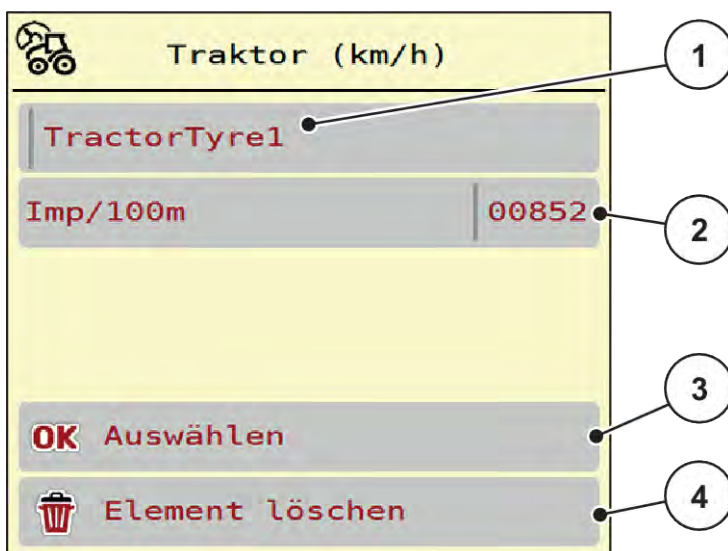 Traktor (km/h)
1
TractorTyre1
Imp/100m 00852
2
OK Auswählen
3
Element löschen
4